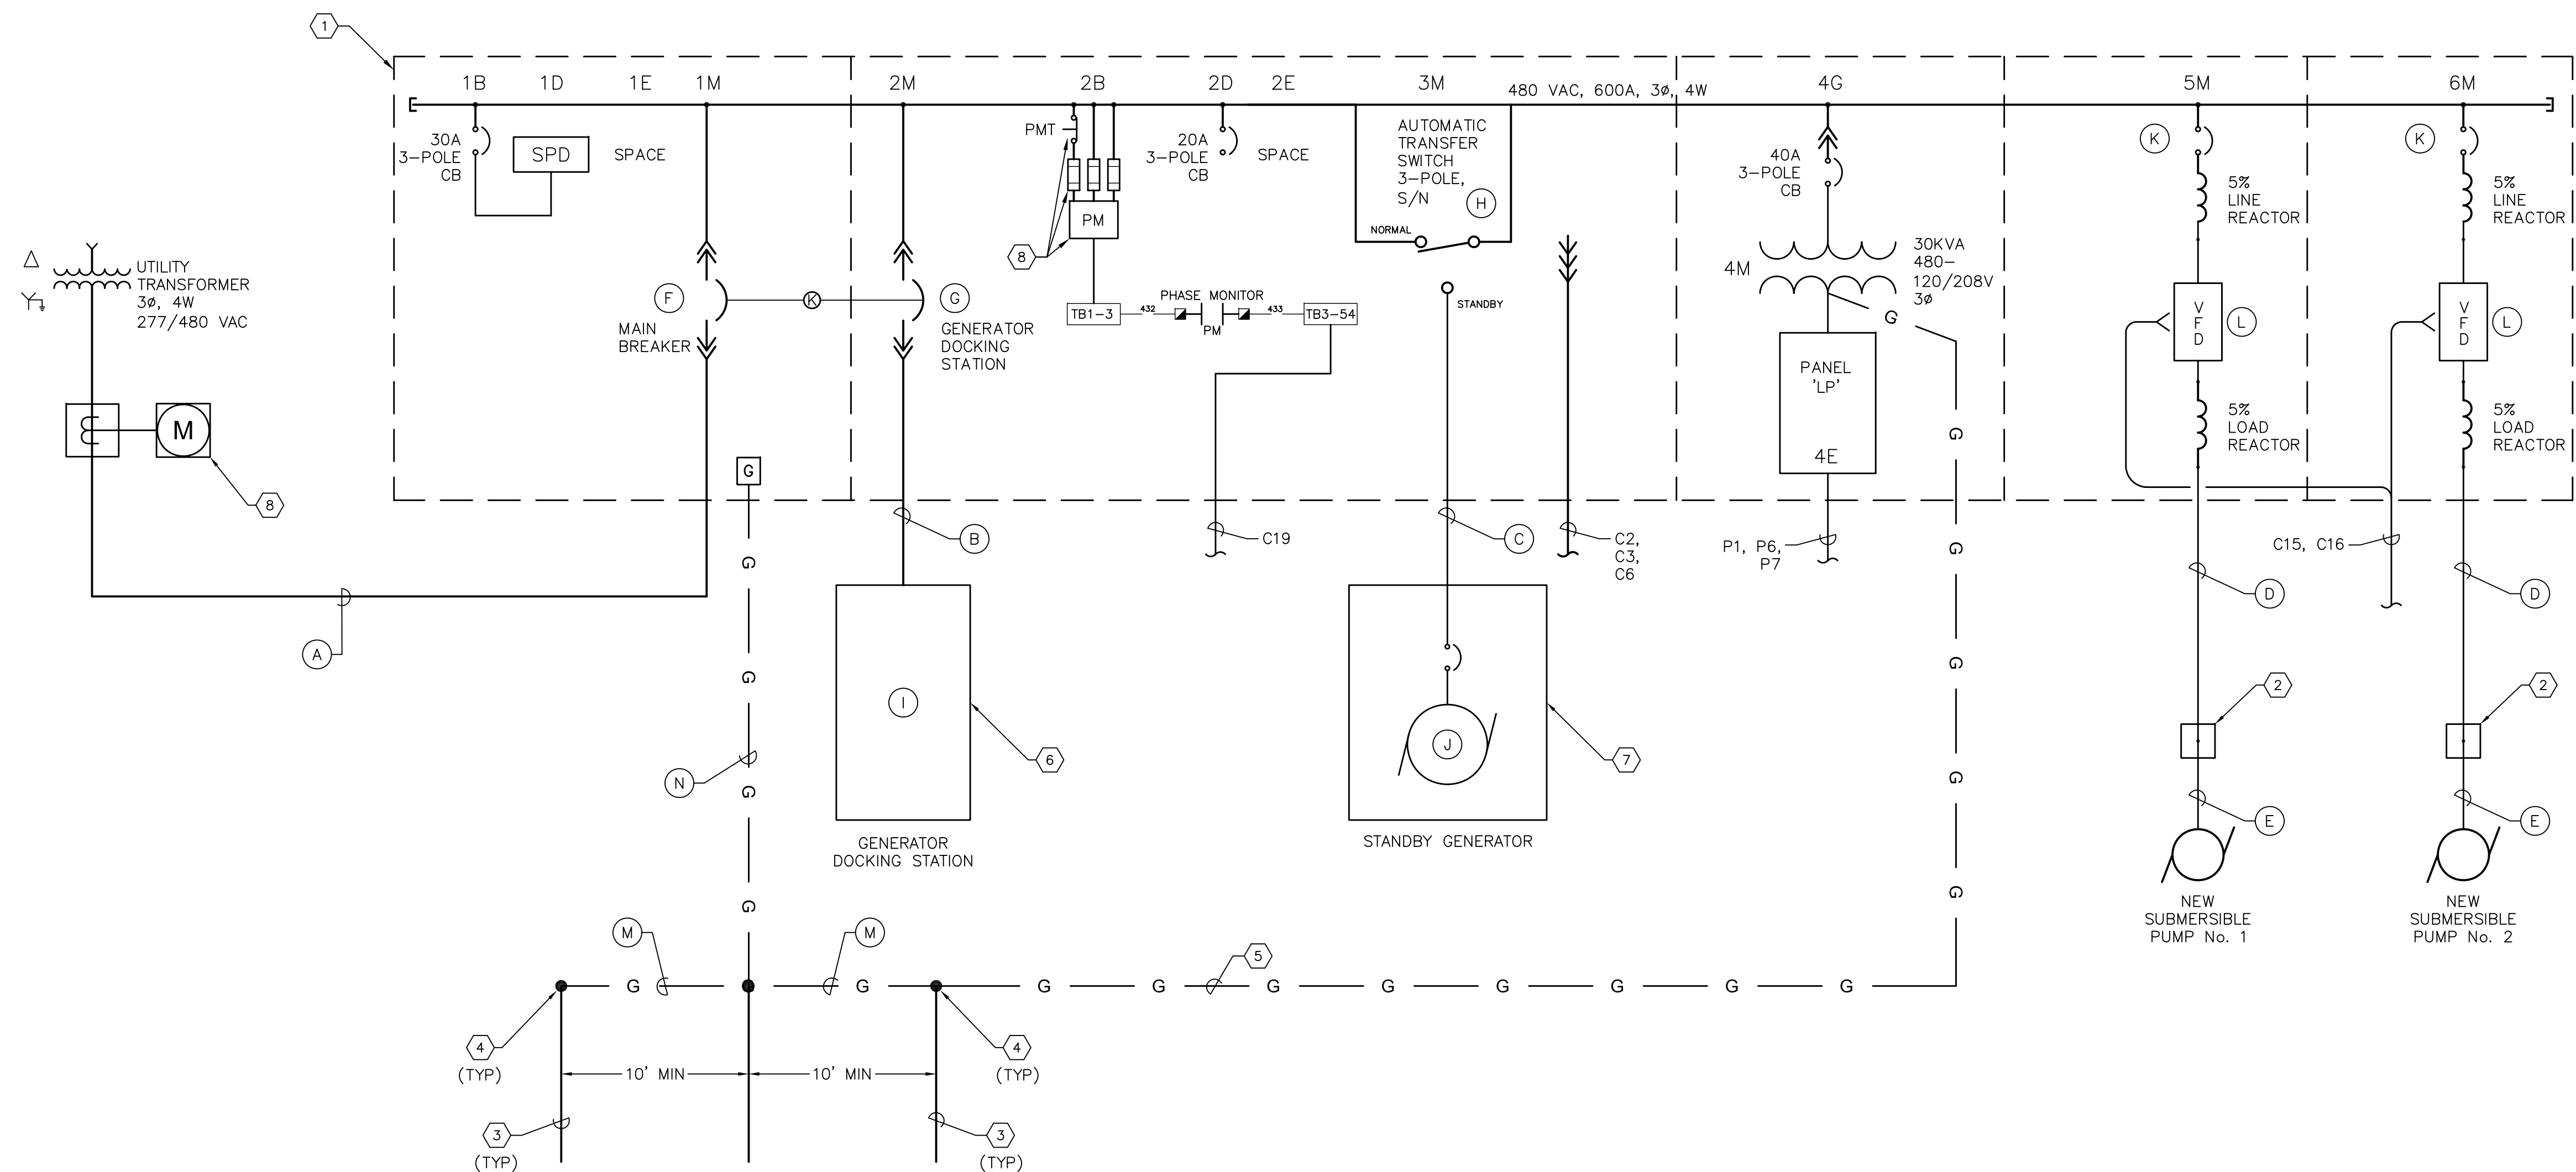 1
1B
1D
1E
1M
2M
2B
2D
2E
3M
480 VAC, 600A, 3ø, 4W
4G
5M
6M
30A
3-POLE
CB
SPD
SPACE
PMT
PM
8
20A
3-POLE
CB
SPACE
AUTOMATIC
TRANSFER
SWITCH
3-POLE,
S/N
H
NORMAL
STANDBY
40A
3-POLE
CB
4M
30KVA
480-
120/208V
3ø
G
PANEL
'LP'
4E
K
5%
LINE
REACTOR
V
F
D
L
5%
LOAD
REACTOR
K
5%
LINE
REACTOR
V
F
D
L
5%
LOAD
REACTOR
UTILITY
TRANSFORMER
3ø, 4W
277/480 VAC
M
8
F
MAIN
BREAKER
K
G
GENERATOR
DOCKING
STATION
TB1-3
432
PHASE MONITOR
PM
433
TB3-54
G
G
B
C19
C
C2,
C3,
C6
P1, P6,
P7
G
C15, C16
D
D
A
G
G
G
G
G
N
I
6
GENERATOR
DOCKING STATION
J
7
STANDBY GENERATOR
G
G
G
2
2
E
E
NEW
SUBMERSIBLE
PUMP No. 1
NEW
SUBMERSIBLE
PUMP No. 2
M
M
5
G
G
G
G
G
G
G
G
G
G
4
(TYP)
4
(TYP)
10' MIN
10' MIN
3
(TYP)
3
(TYP)